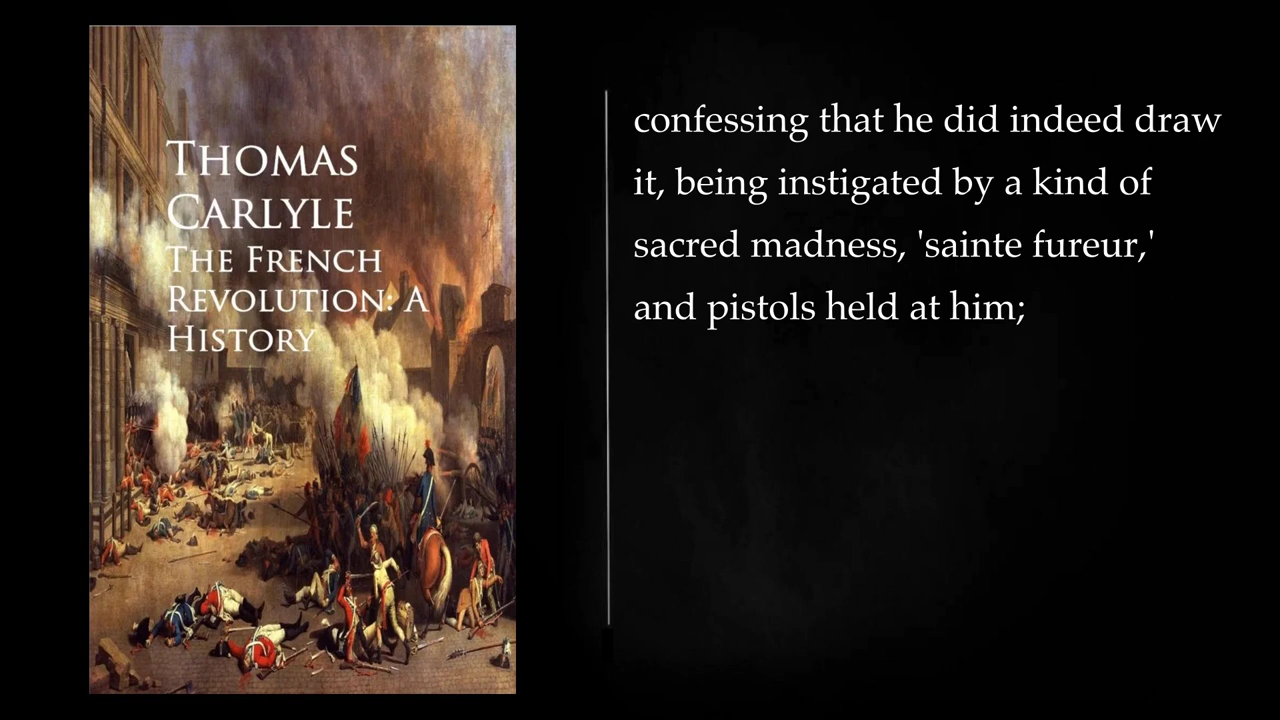 THOMAS
CARLYLE
THE FRENCH
REVOLUTION: A
HISTORY
confessing that he did indeed draw
it, being instigated by a kind of
sacred madness, 'sainte fureur,'
and pistols held at him;